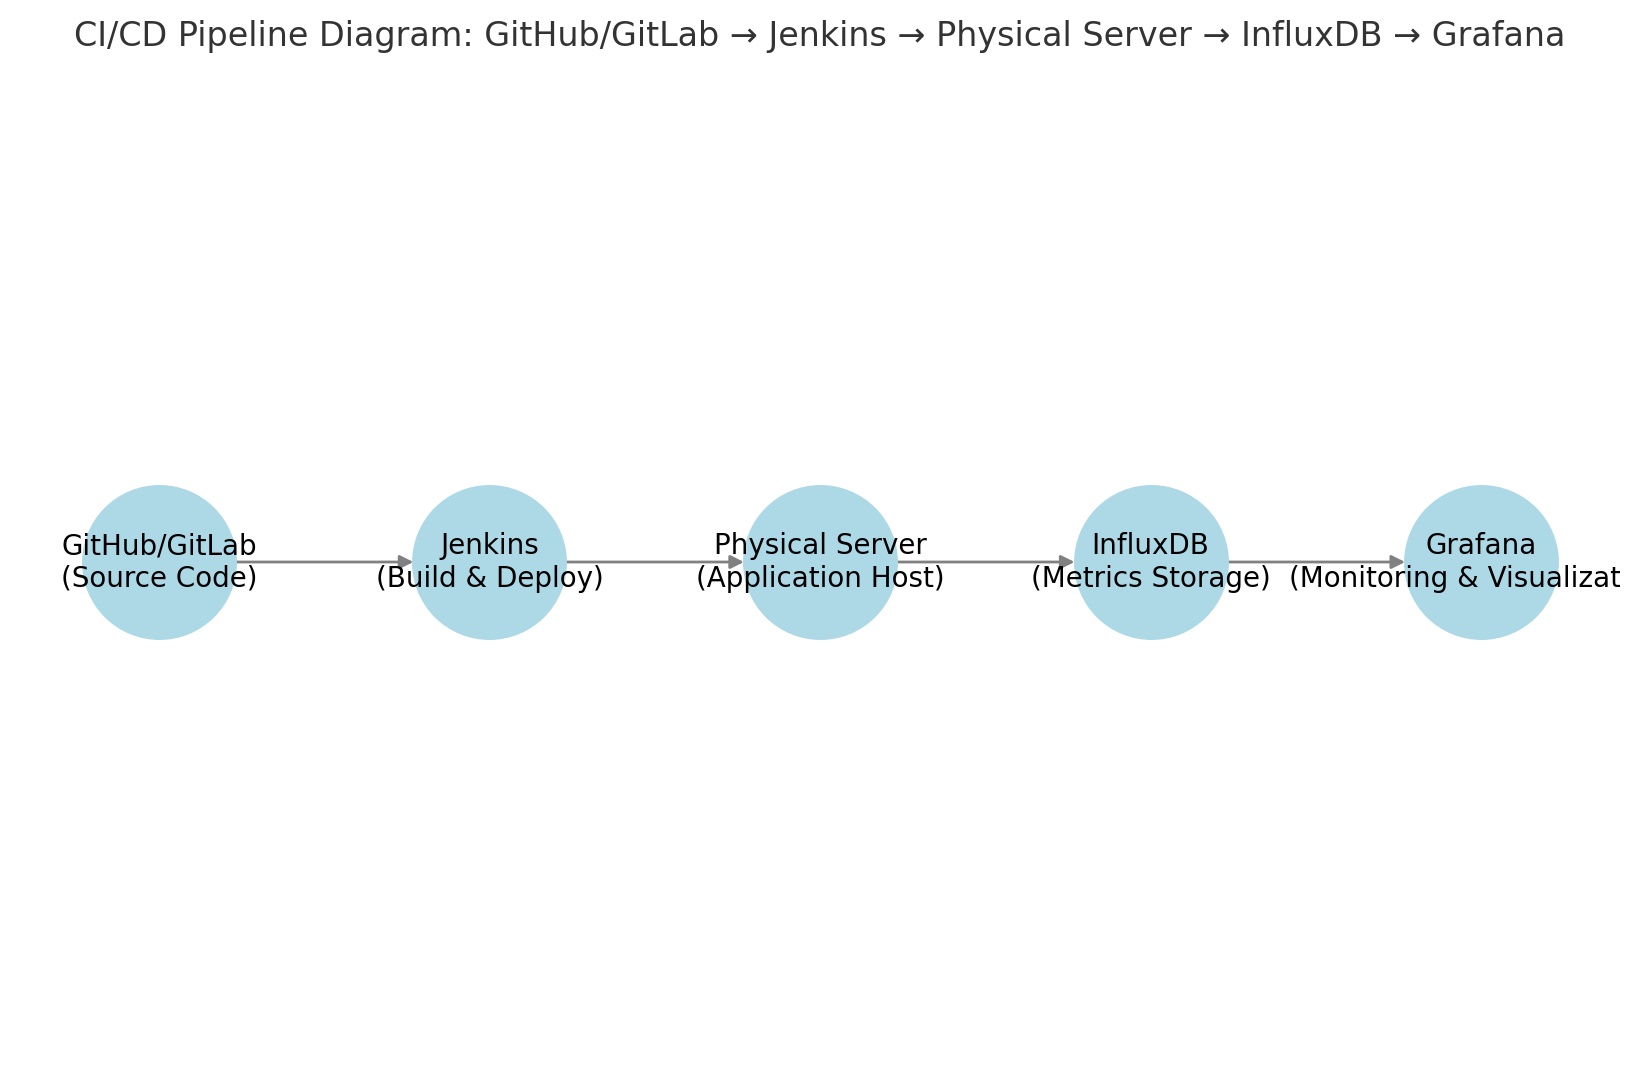 CI/CD Pipeline Diagram: GitHub/GitLab → Jenkins → Physical Server → InfluxDB → Grafana
GitHub/GitLab
(Source Code)
Jenkins
(Build & Deploy)
Physical Server
(Application Host)
InfluxDB
(Metrics Storage)
Grafana
(Monitoring & Visualizat